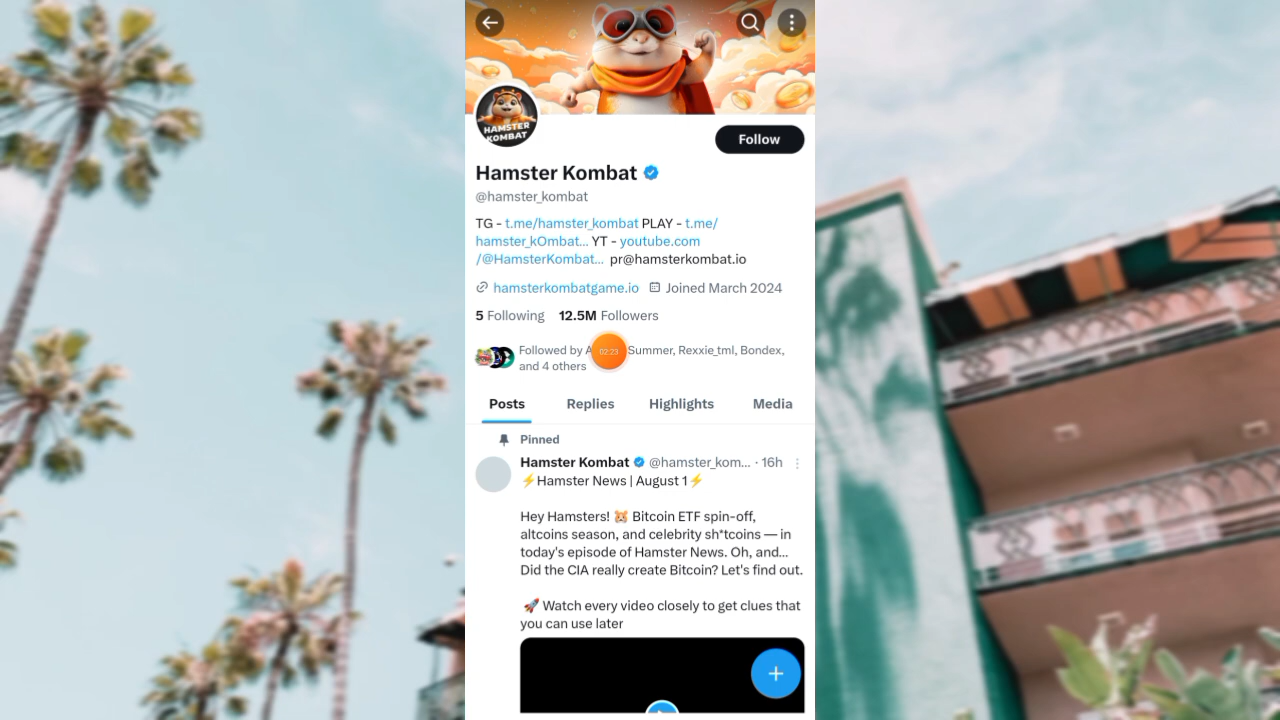 HAMSTER
KOMBAT
Follow
Hamster Kombat
@hamster_kombat
TG - t.me/hamster_kombat PLAY - t.me/
hamster_kOmbat... YT - youtube.com
/@HamsterKombat... pr@hamsterkombat.io
hamsterkombatgame.io Joined March 2024
5 Following 12.5M Followers
Followed by A 02:23 Summer, Rexxie_tml, Bondex,
and 4 others
Posts Replies Highlights Media
Pinned
Hamster Kombat @hamster_kom... · 16h
⚡Hamster News | August 1⚡
Hey Hamsters! 🐹 Bitcoin ETF spin-off,
altcoins season, and celebrity sh*tcoins — in
today's episode of Hamster News. Oh, and...
Did the CIA really create Bitcoin? Let's find out.
🚀 Watch every video closely to get clues that
you can use later